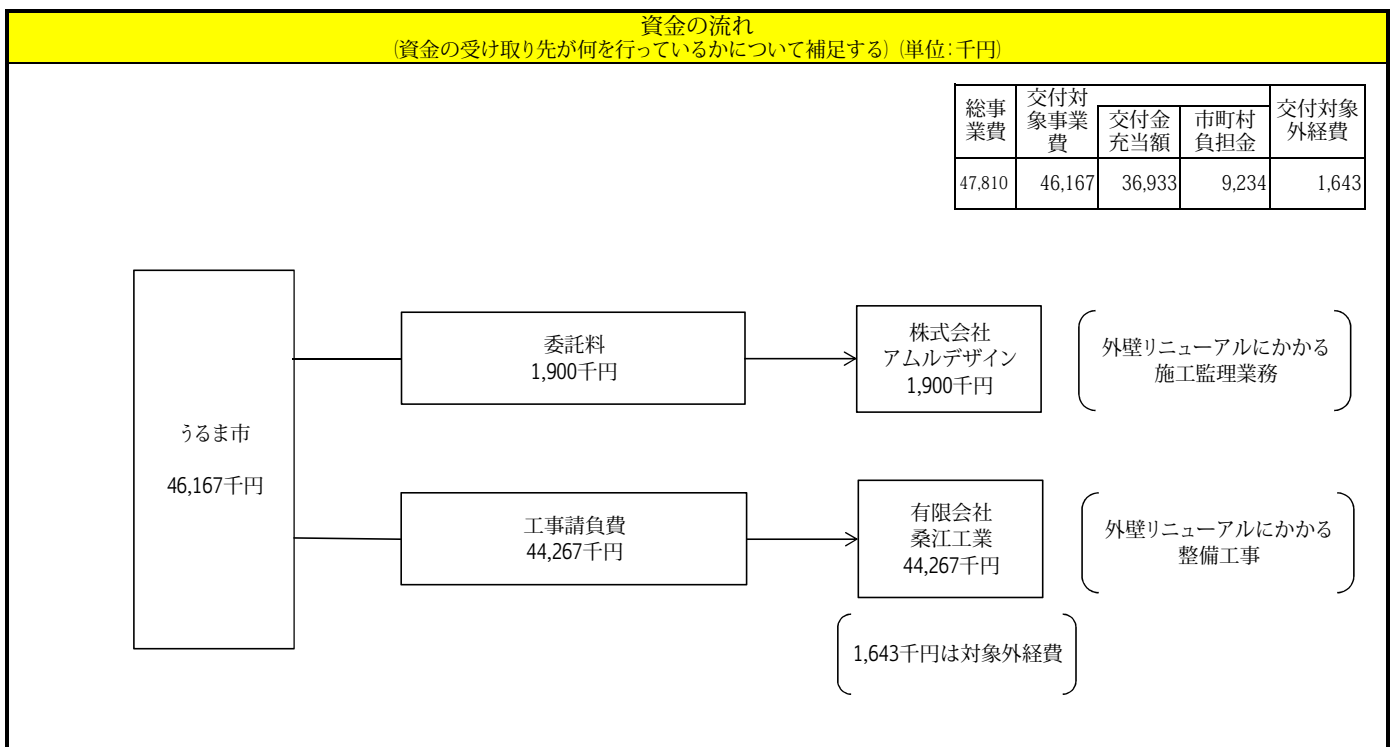 資金の流れ
(資金の受け取り先が何を行っているかについて補足する) (単位:千円)
総事
業費
交付対
象事業
費
交付金
充当額
市町村
負担金
交付対象
外経費
47,810
46,167
36,933
9,234
1,643
うるま市
46,167千円
委託料
1,900千円
株式会社
アムルデザイン
1,900千円
外壁リニューアルにかかる
施工監理業務
工事請負費
44,267千円
有限会社
桑江工業
44,267千円
外壁リニューアルにかかる
整備工事
1,643千円は対象外経費